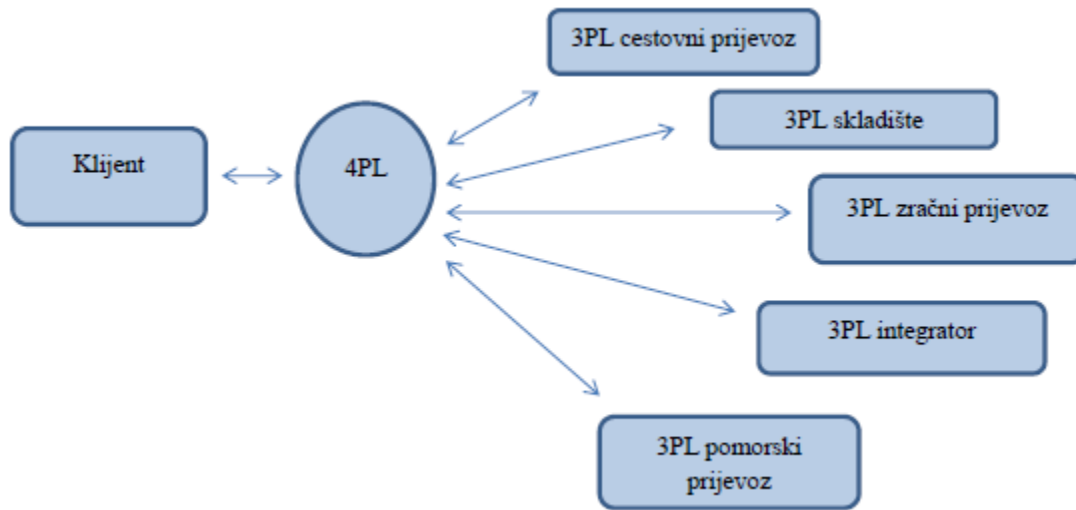 3PL cestovni prijevoz
3PL skladište
Klijent
4PL
3PL zračni prijevoz
3PL integrator
3PL pomorski
prijevoz